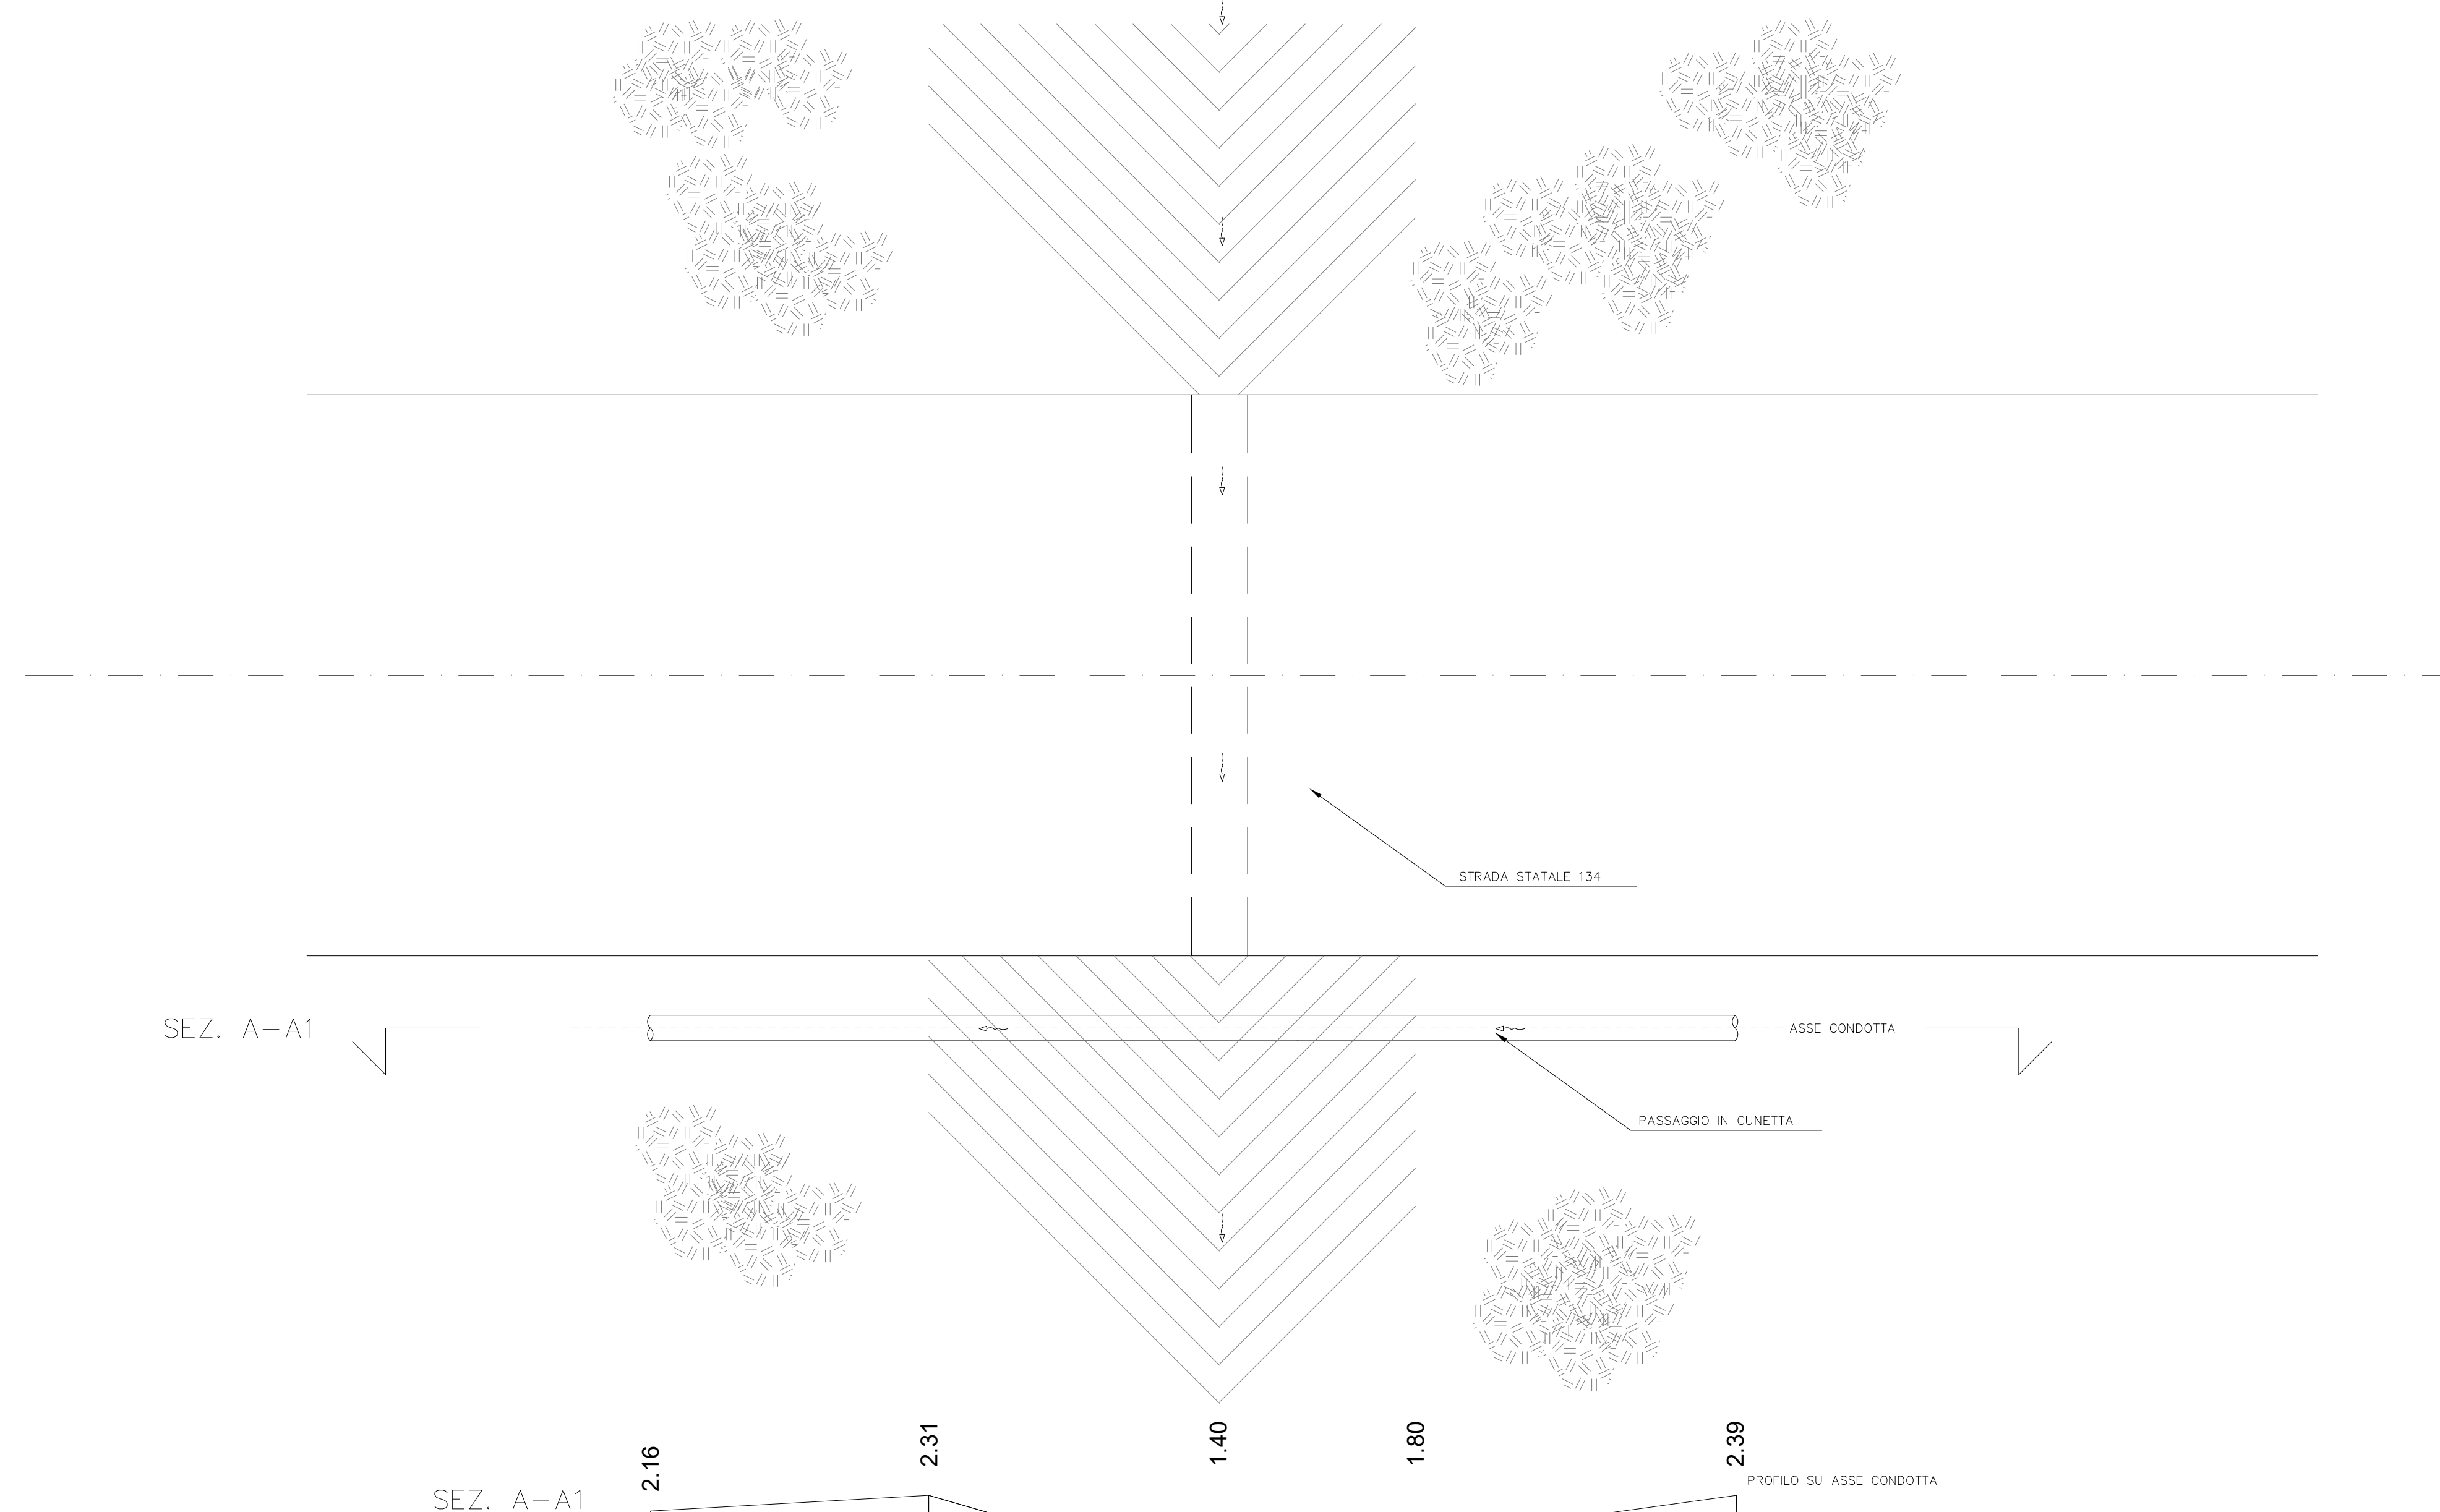 STRADA STATALE 134
SEZ. A-A1
ASSE CONDOTTA
PASSAGGIO IN CUNETTA
2.16
2.31
1.40
1.80
2.39
PROFILO SU ASSE CONDOTTA
SEZ. A-A1